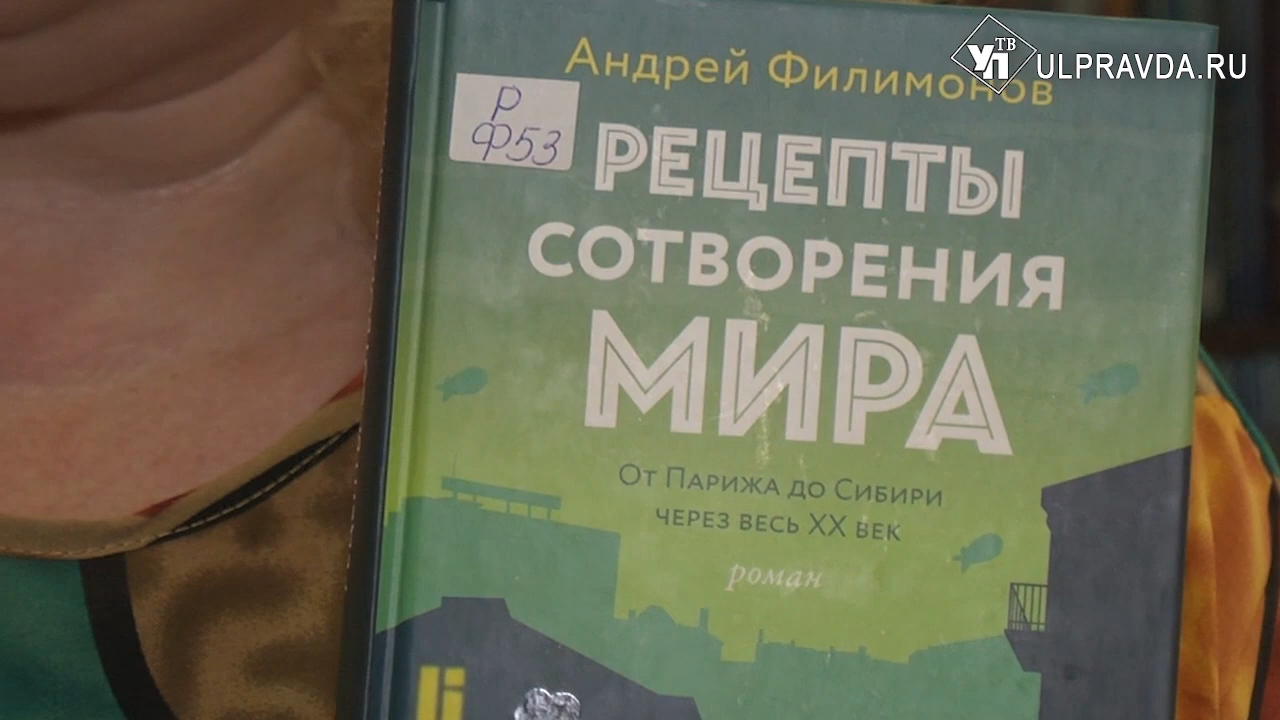 УП ТВ ULPRAVDA.RU
Андрей Филимонов
Р
Ф53
РЕЦЕПТЫ
СОТВОРЕНИЯ
МИРА
От Парижа до Сибири
через весь XX век
роман